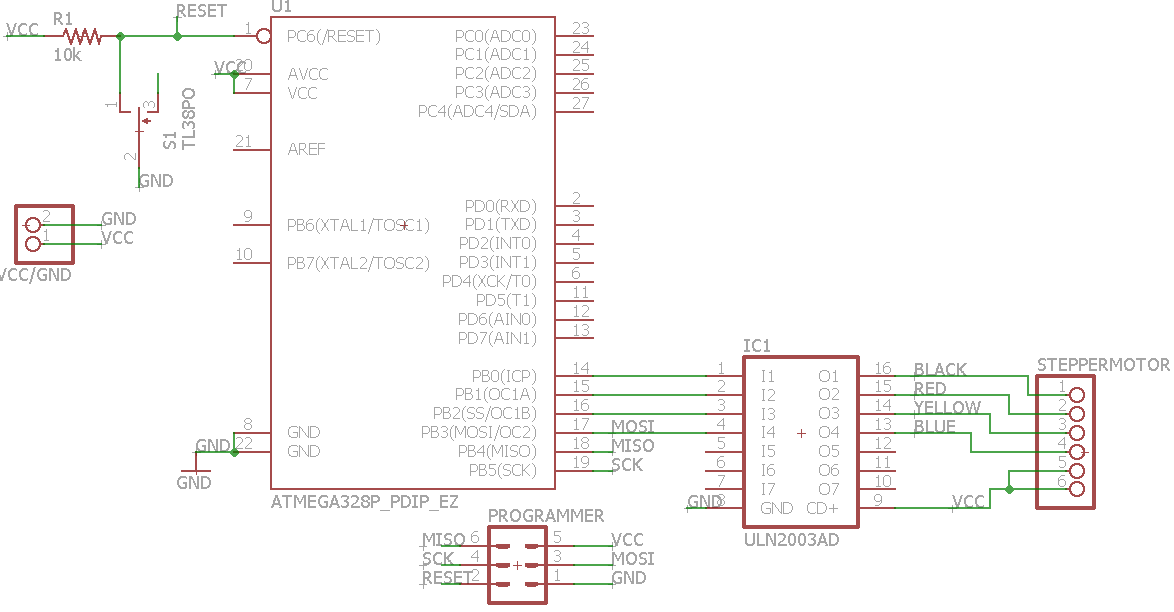 VCC
R1
10k
RESET
1
3
2
S1
TL38PO
GND
2
1
GND
VCC
VCC/GND
U1
1
PC6(/RESET)
VCC
20
AVCC
7
VCC
21
AREF
9
PB6(XTAL1/TOSC1)
10
PB7(XTAL2/TOSC2)
8
GND
GND
22
GND
GND
PC0(ADC0)
23
PC1(ADC1)
24
PC2(ADC2)
25
PC3(ADC3)
26
PC4(ADC4/SDA)
27
PD0(RXD)
2
PD1(TXD)
3
PD2(INT0)
4
PD3(INT1)
5
PD4(XCK/T0)
6
PD5(T1)
11
PD6(AIN0)
12
PD7(AIN1)
13
PB0(ICP)
14
PB1(OC1A)
15
PB2(SS/OC1B)
16
PB3(MOSI/OC2)
17
MOSI
PB4(MISO)
18
MISO
PB5(SCK)
19
SCK
ATMEGA328P_PDIP_EZ
IC1
1
I1
O1
16
BLACK
2
I2
O2
15
RED
3
I3
O3
14
YELLOW
4
I4
O4
13
BLUE
5
I5
O5
12
6
I6
O6
11
7
I7
O7
10
GND
8
GND
CD+
9
VCC
ULN2003AD
STEPPERMOTOR
1
2
3
4
5
6
PROGRAMMER
MISO
6
5
VCC
SCK
4
3
MOSI
RESET
2
1
GND